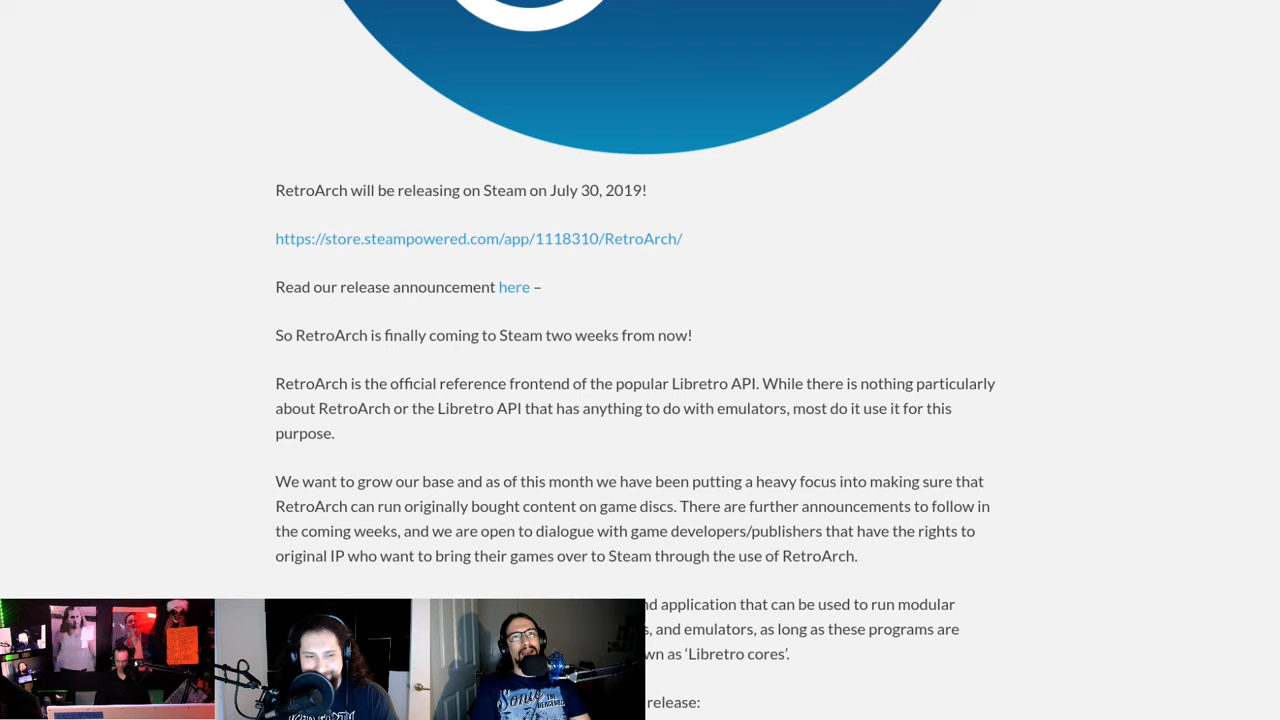 RetroArch will be releasing on Steam on July 30, 2019!
https://store.steampowered.com/app/1118310/RetroArch/
Read our release announcement here –
So RetroArch is finally coming to Steam two weeks from now!
RetroArch is the official reference frontend of the popular Libretro API. While there is nothing particularly
about RetroArch or the Libretro API that has anything to do with emulators, most do it use it for this
purpose.
We want to grow our base and as of this month we have been putting a heavy focus into making sure that
RetroArch can run originally bought content on game discs. There are further announcements to follow in
the coming weeks, and we are open to dialogue with game developers/publishers that have the rights to
original IP who want to bring their games over to Steam through the use of RetroArch.
application that can be used to run modular
and emulators, as long as these programs are
as ‘Libretro cores’.
release:
Sonic